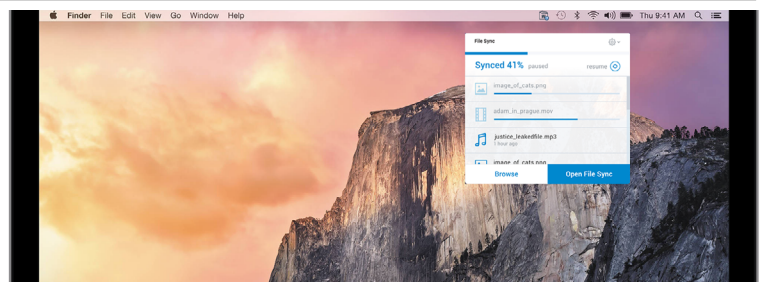 Finder File Edit View Go Window Help Thu 9:41 AM
File Sync
Synced 41% paused resume
image_of_cats.png
adam_in_prague.mov
justice_leakedfile.mp3
1 hour ago
image_of_cats.png
Browse Open File Sync